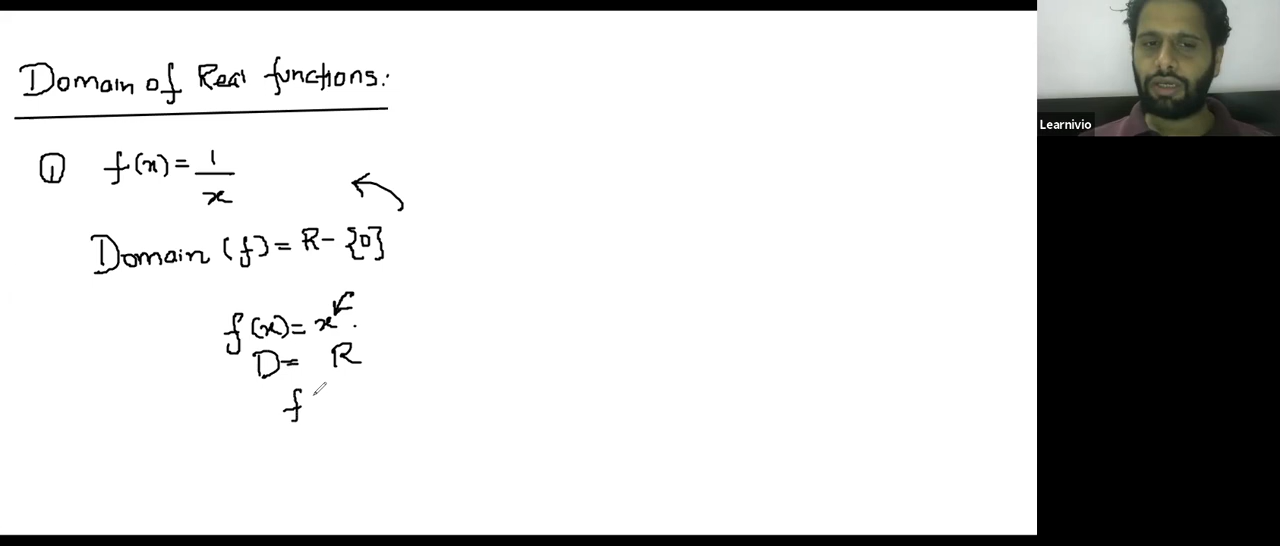 Domain of Real functions:
① f(x) = 1/x
Domain (f) = R - {0}
f(x) = x
D = R
f
Learnivio